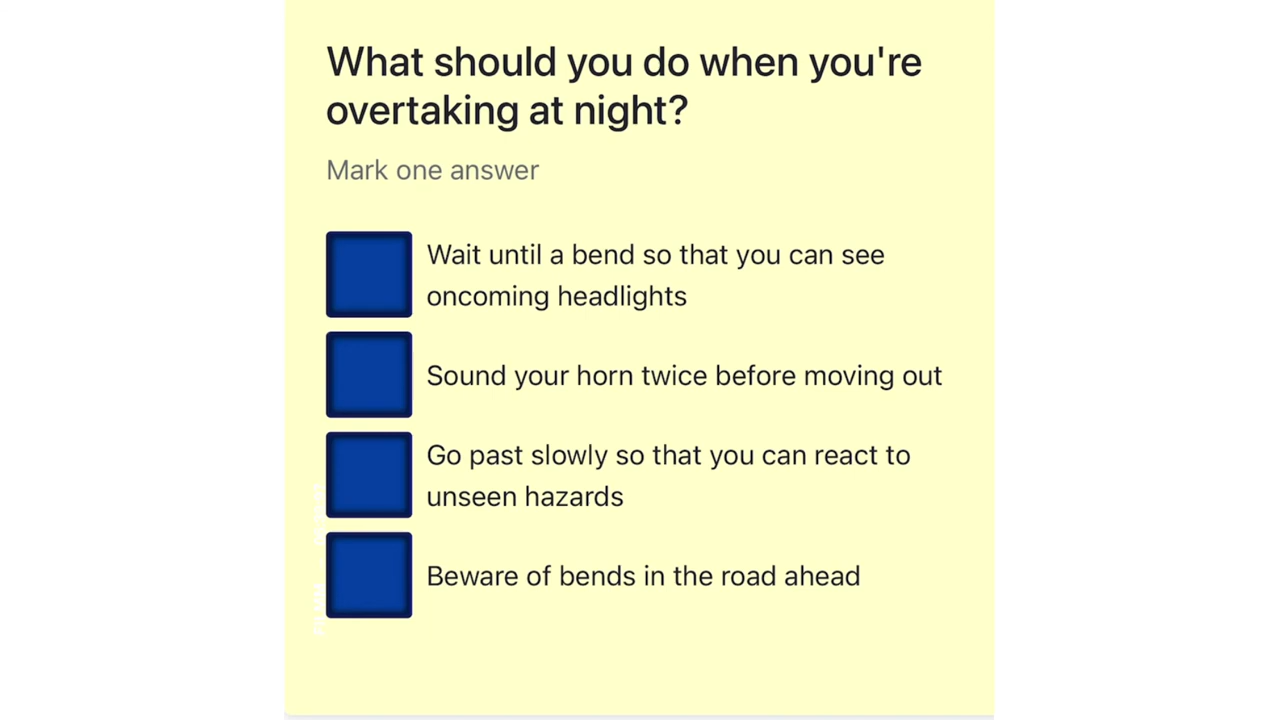 What should you do when you're
overtaking at night?
Mark one answer
Wait until a bend so that you can see
oncoming headlights
Sound your horn twice before moving out
Go past slowly so that you can react to
unseen hazards
Beware of bends in the road ahead